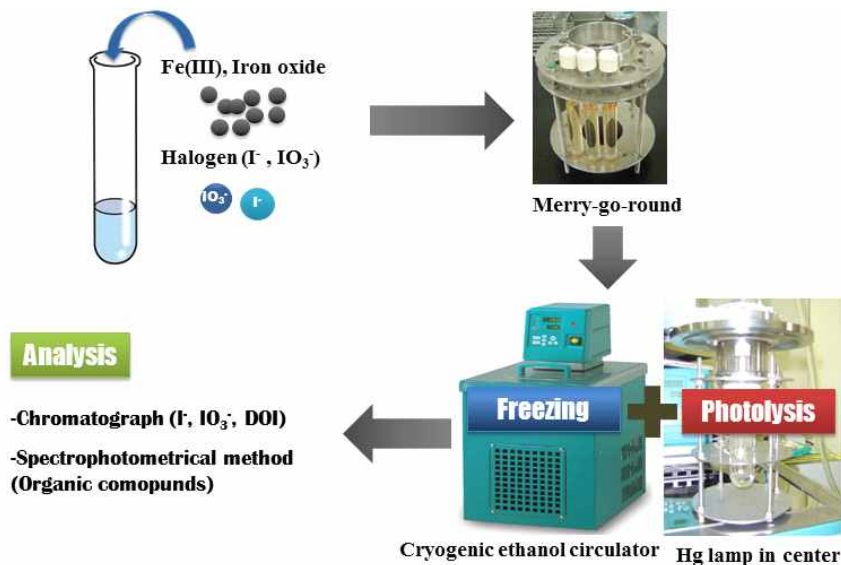 Fe(III), Iron oxide
Halogen (I⁻ , IO₃⁻)
IO₃⁻
I⁻
Merry-go-round
Analysis
-Chromatograph (I⁻, IO₃⁻, DOI)
-Spectrophotometrical method
(Organic comopunds)
Freezing
Photolysis
Cryogenic ethanol circulator
Hg lamp in center